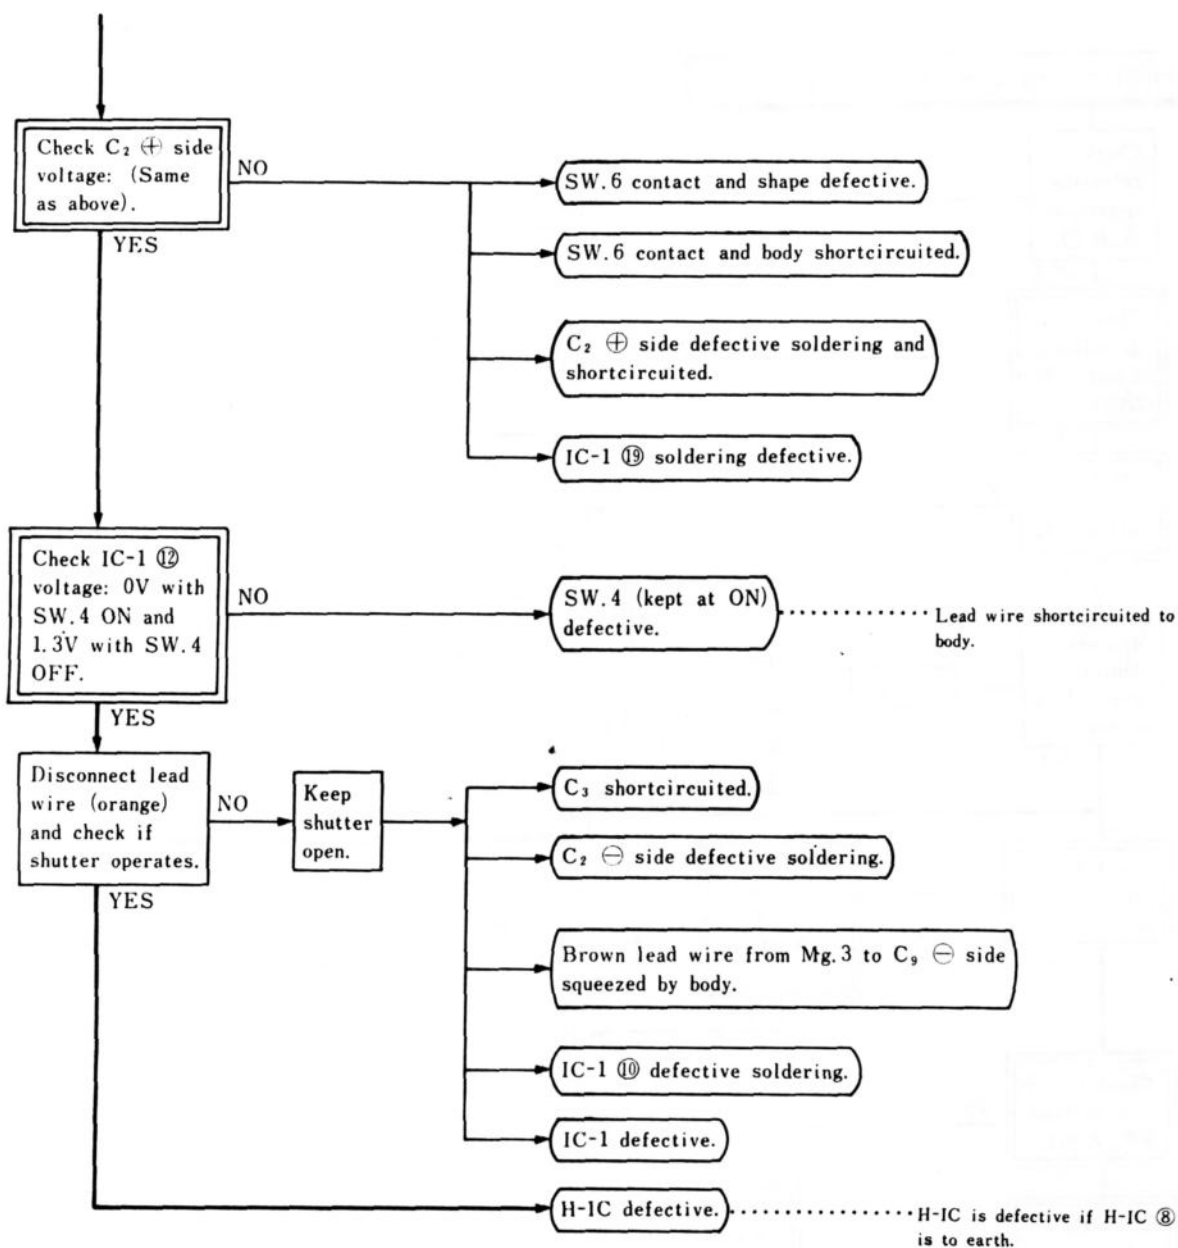 Check C₂ ⊕ side
voltage: (Same
as above).
NO
YES
SW.6 contact and shape defective.
SW.6 contact and body shortcircuited.
C₂ ⊕ side defective soldering and
shortcircuited.
IC-1 ⑲ soldering defective.
Check IC-1 ⑫
voltage: 0V with
SW.4 ON and
1.3V with SW.4
OFF.
NO
YES
SW.4 (kept at ON)
defective.
Lead wire shortcircuited to
body.
Disconnect lead
wire (orange)
and check if
shutter operates.
NO
YES
Keep
shutter
open.
C₃ shortcircuited.
C₂ ⊖ side defective soldering.
Brown lead wire from Mg.3 to C₉ ⊖ side
squeezed by body.
IC-1 ⑩ defective soldering.
IC-1 defective.
H-IC defective.
H-IC is defective if H-IC ⑧
is to earth.